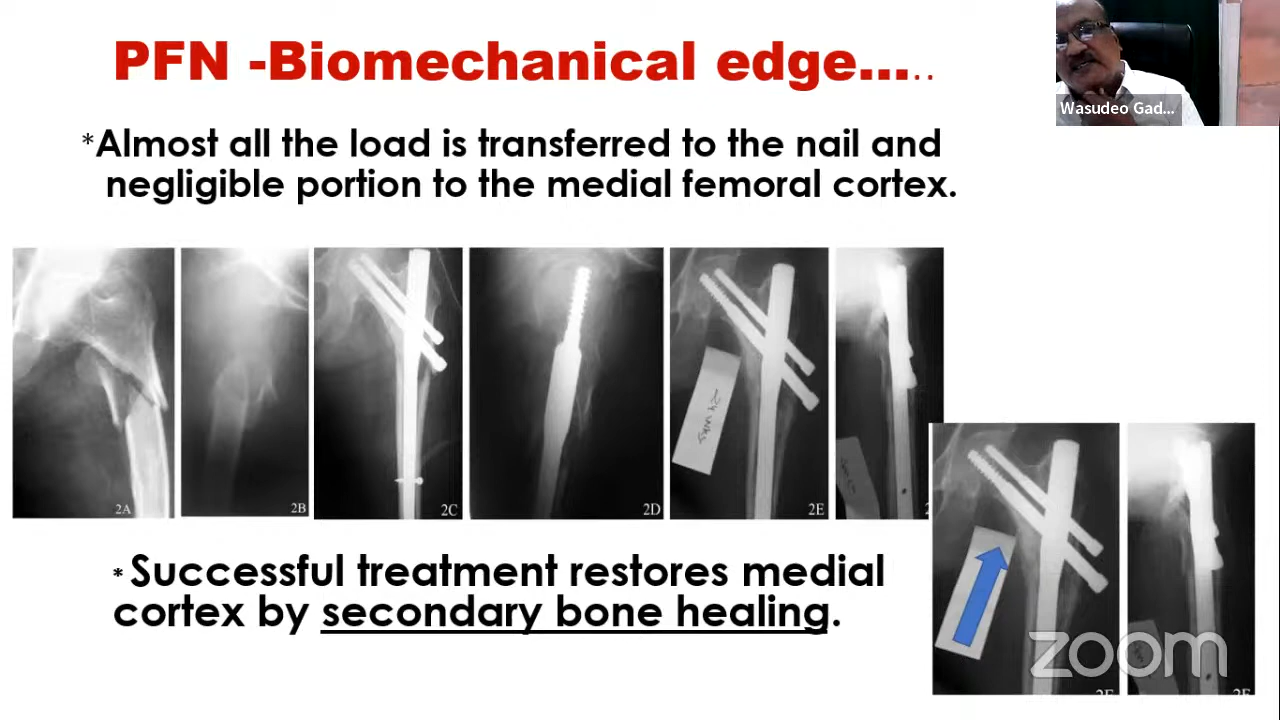 PFN -Biomechanical edge.....
Wasudeo Gad...
*Almost all the load is transferred to the nail and
negligible portion to the medial femoral cortex.
2A
2B
2C
2D
2E
* Successful treatment restores medial
cortex by secondary bone healing.
zoom